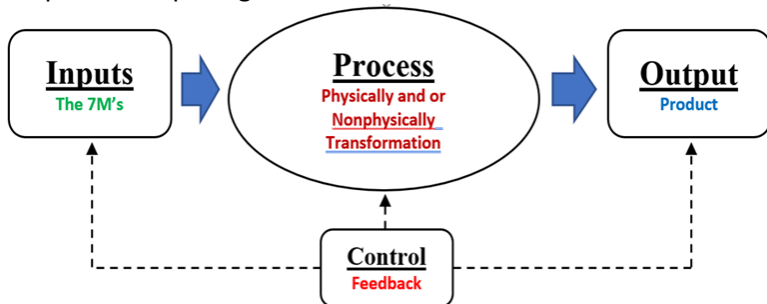 Inputs
The 7M's
Process
Physically and or
Nonphysically
Transformation
Output
Product
Control
Feedback